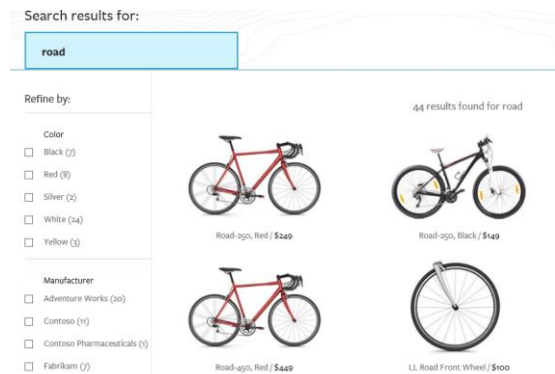 Search results for:
road
Refine by:
44 results found for road
Color
Black (7)
Red (8)
Silver (2)
White (24)
Yellow (3)
Manufacturer
Adventure Works (20)
Contoso (11)
Contoso Pharmaceuticals (1)
Fabrikam (7)
Road-250, Red / $249
Road-250, Black / $149
Road-450, Red / $449
LL Road Front Wheel / $100